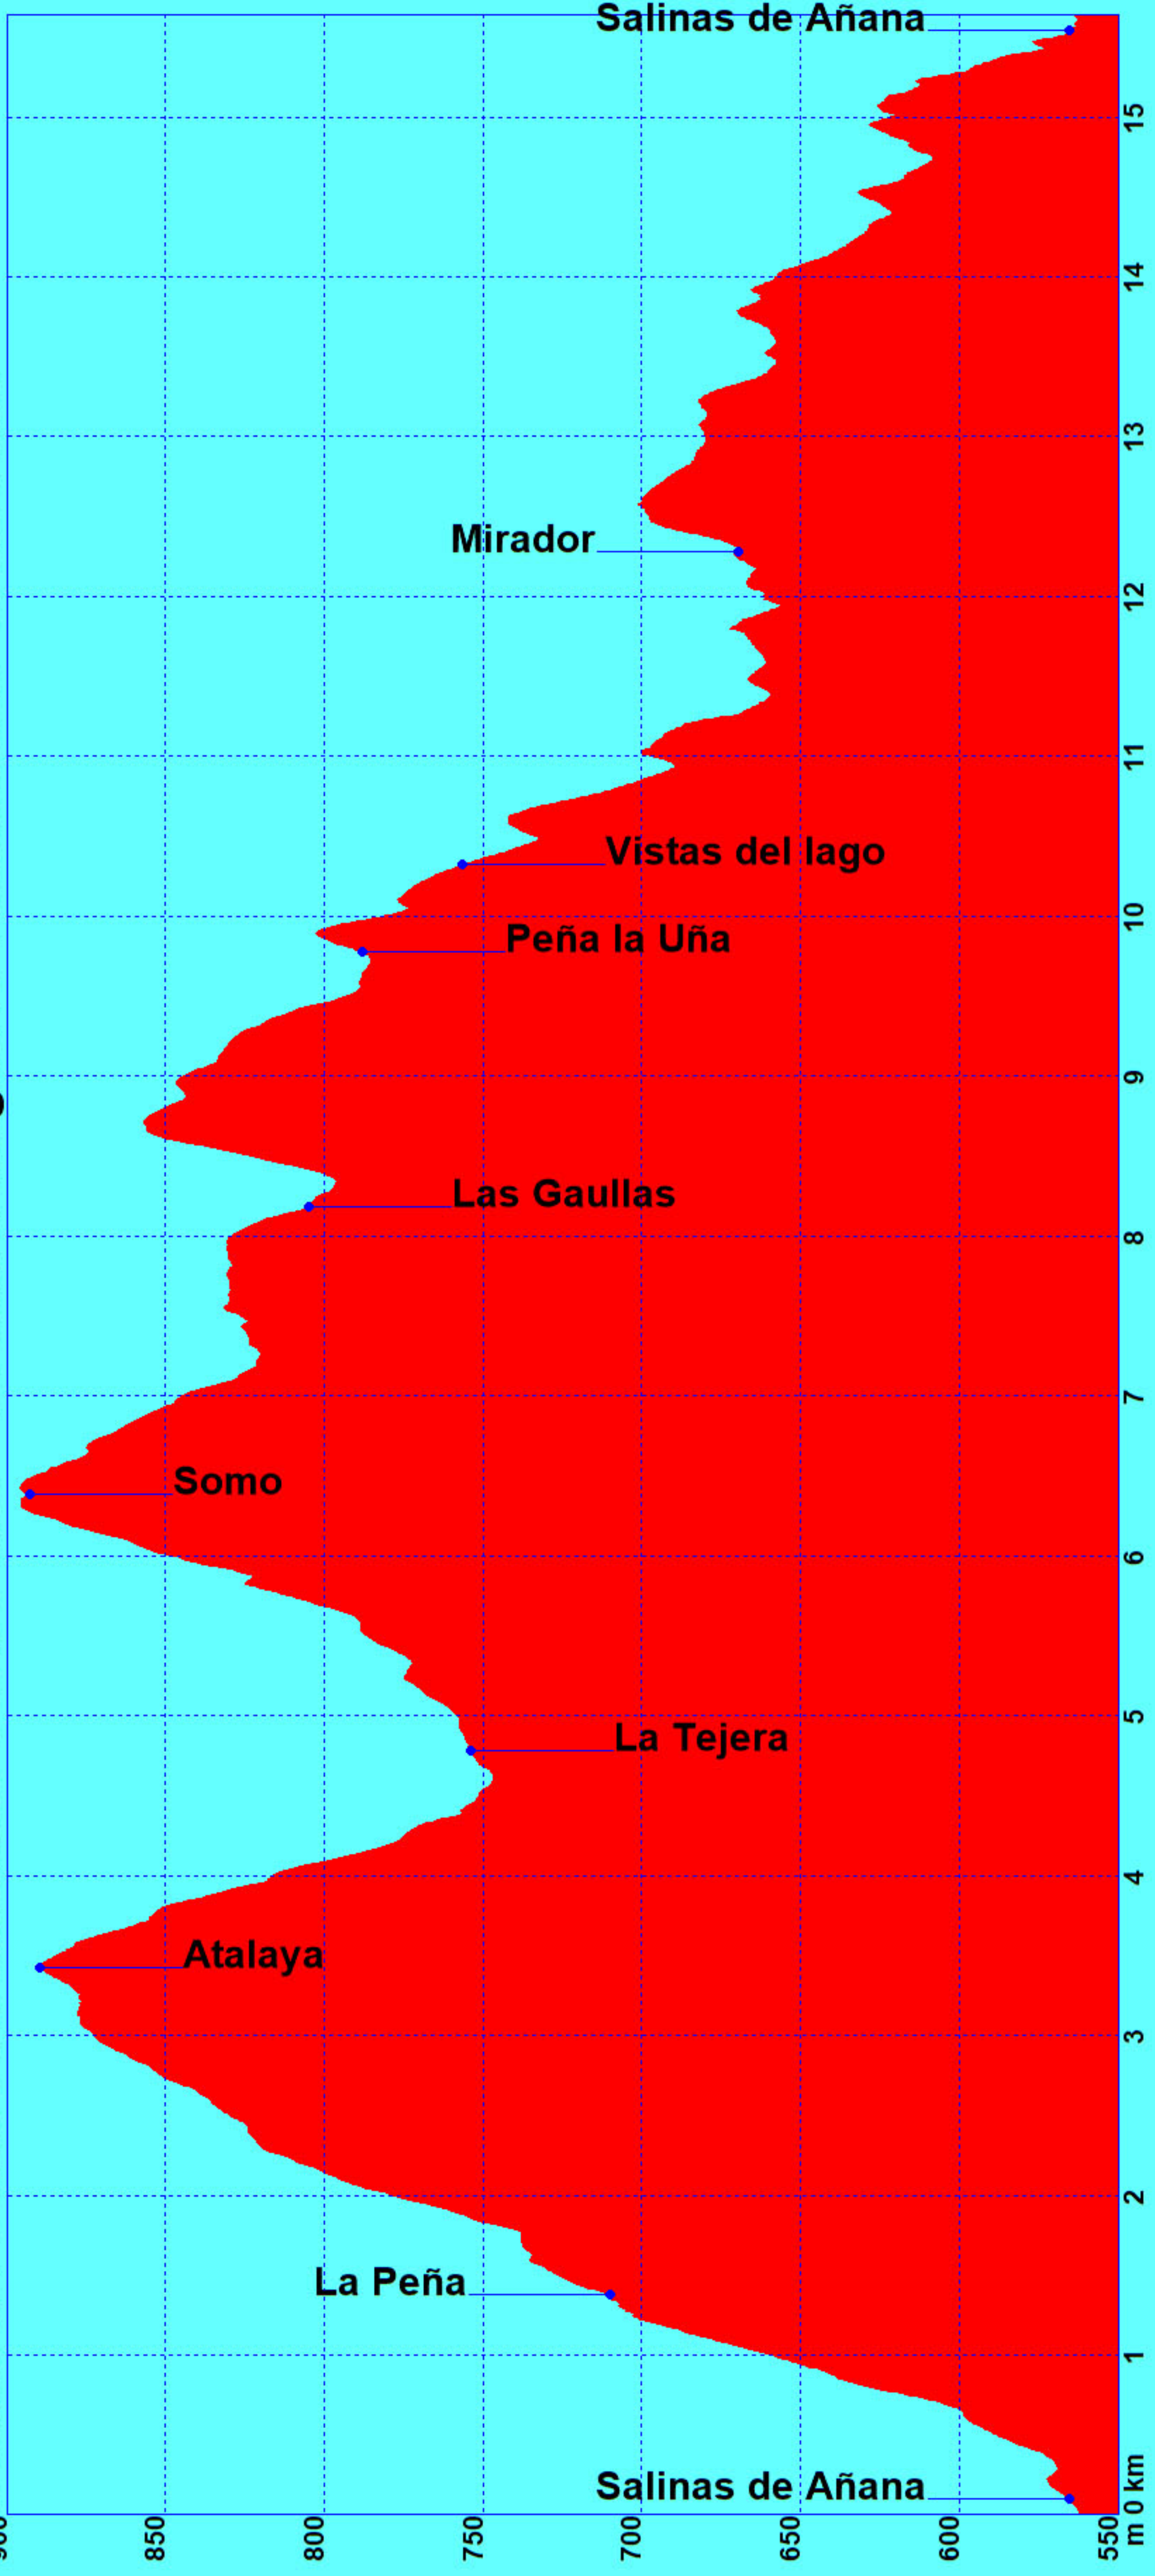 Salinas de Añana
15
14
13
Mirador
12
11
Vistas del lago
10
Peña la Uña
9
Las Gaullas
8
7
Somo
6
5
La Tejera
4
Atalaya
3
2
La Peña
1
Salinas de Añana
m 0 km
850
800
750
700
650
600
550